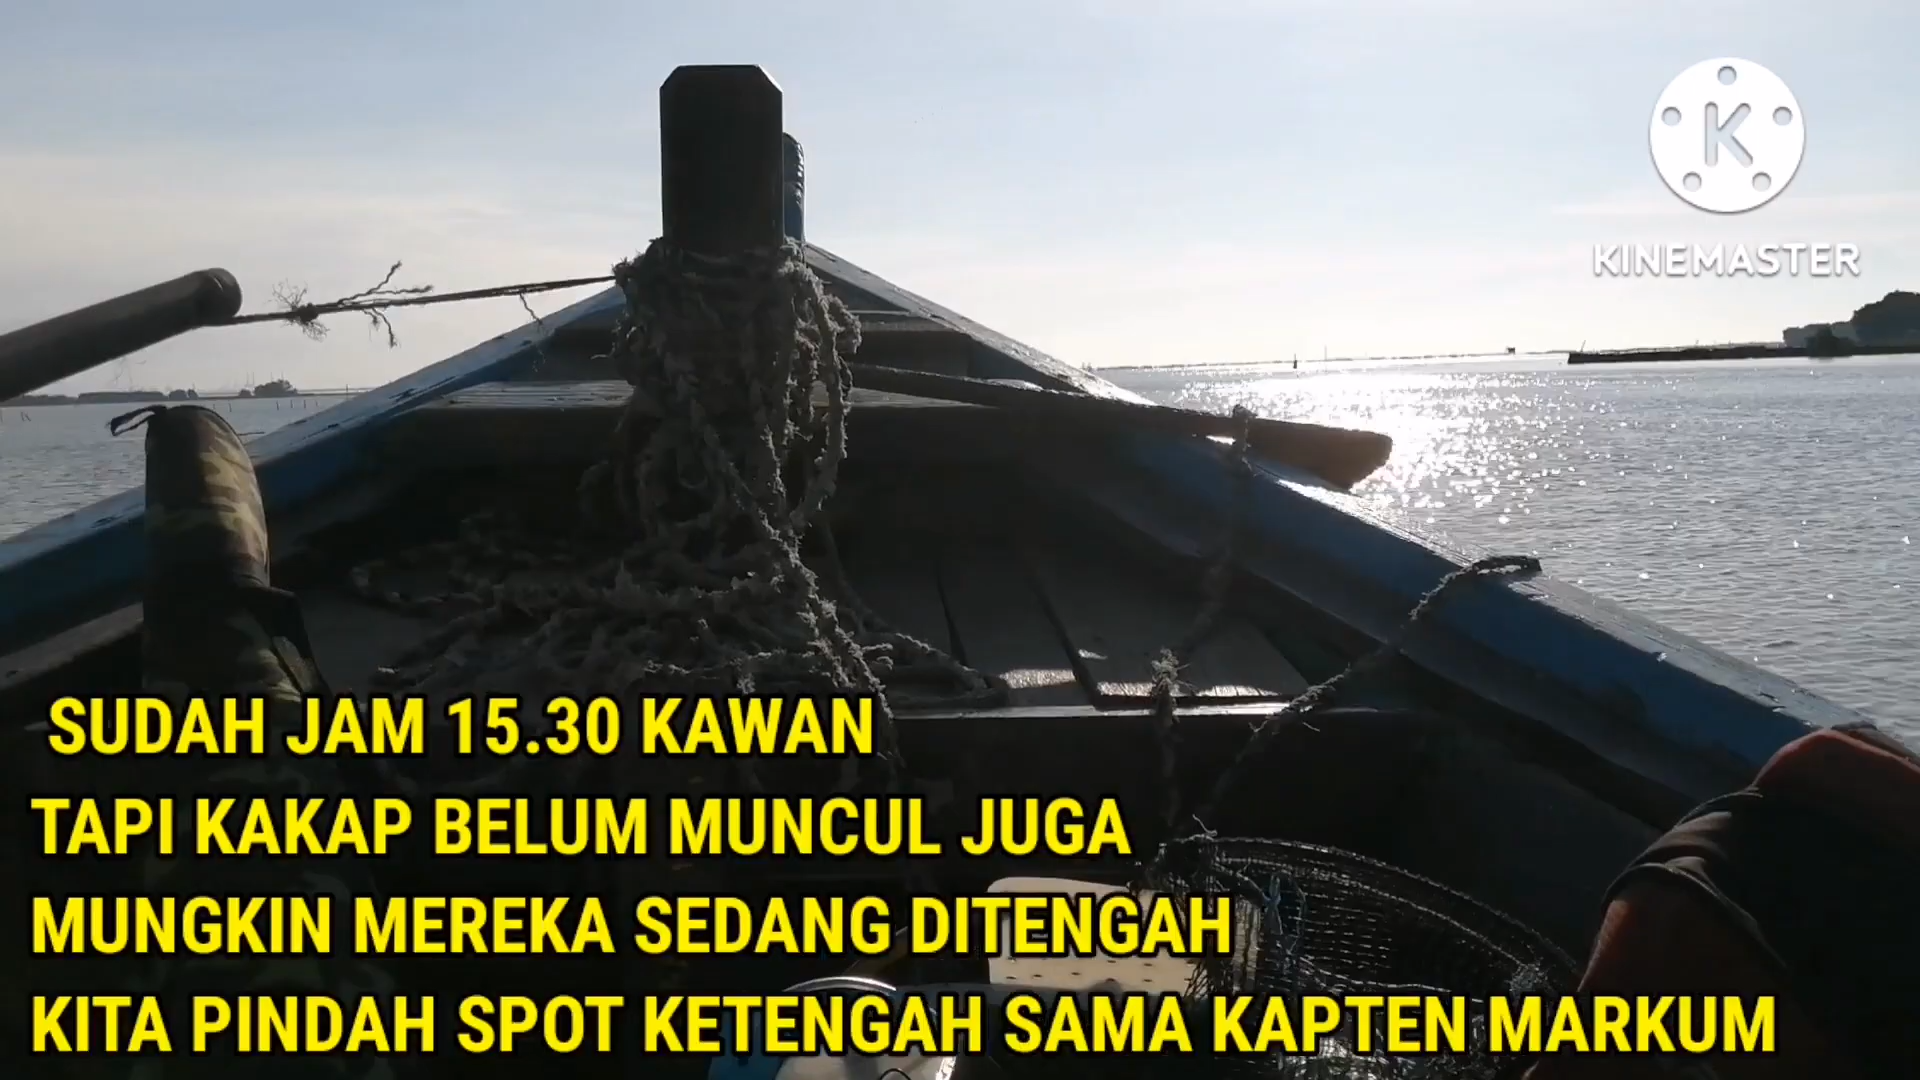 K
KINEMASTER
SUDAH JAM 15.30 KAWAN
TAPI KAKAP BELUM MUNCUL JUGA
MUNGKIN MEREKA SEDANG DITENGAH
KITA PINDAH SPOT KETENGAH SAMA KAPTEN MARKUM